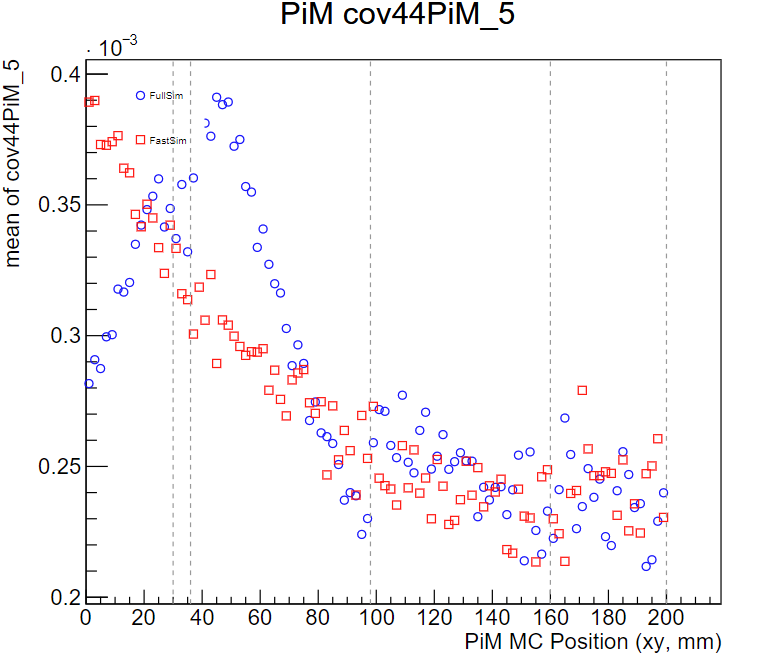 PiM cov44PiM_5
· 10⁻³
mean of cov44PiM_5
0.4
0.35
0.3
0.25
0.2
FullSim
FastSim
0 20 40 60 80 100 120 140 160 180 200
PiM MC Position (xy, mm)